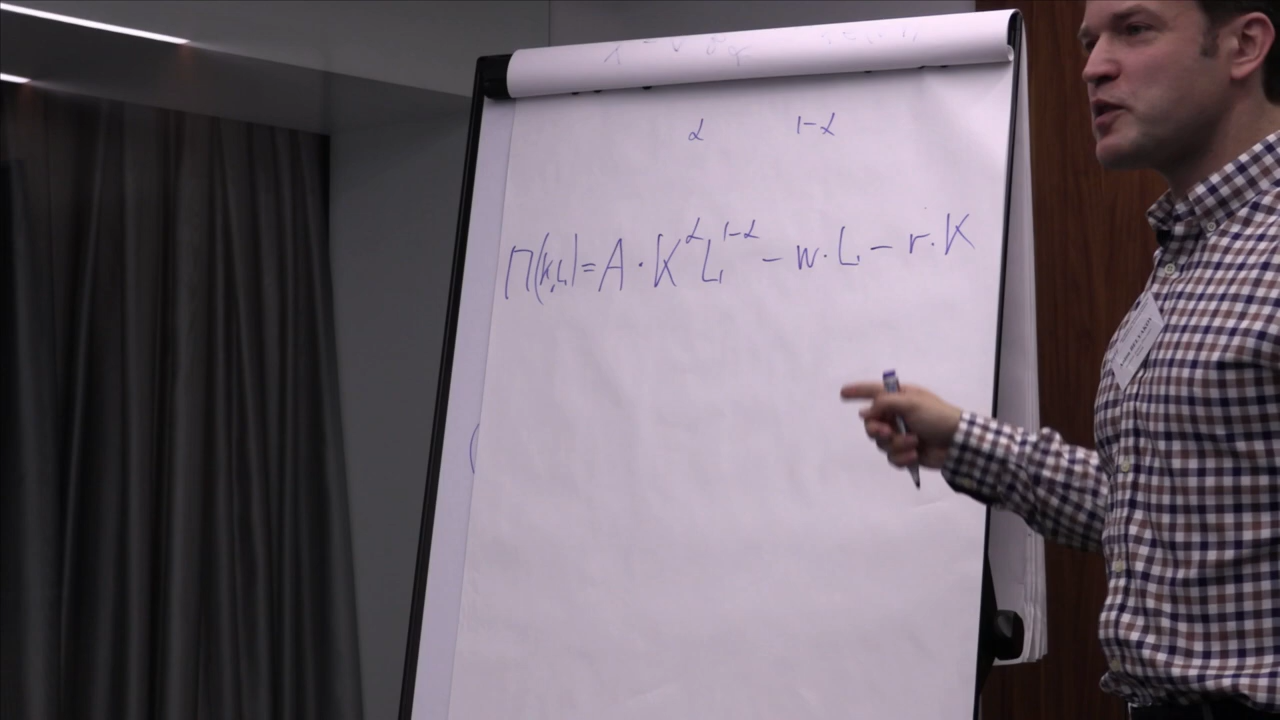 α 1-α
Π(K,L)=A·K^α L^1-α - w·L - r·K